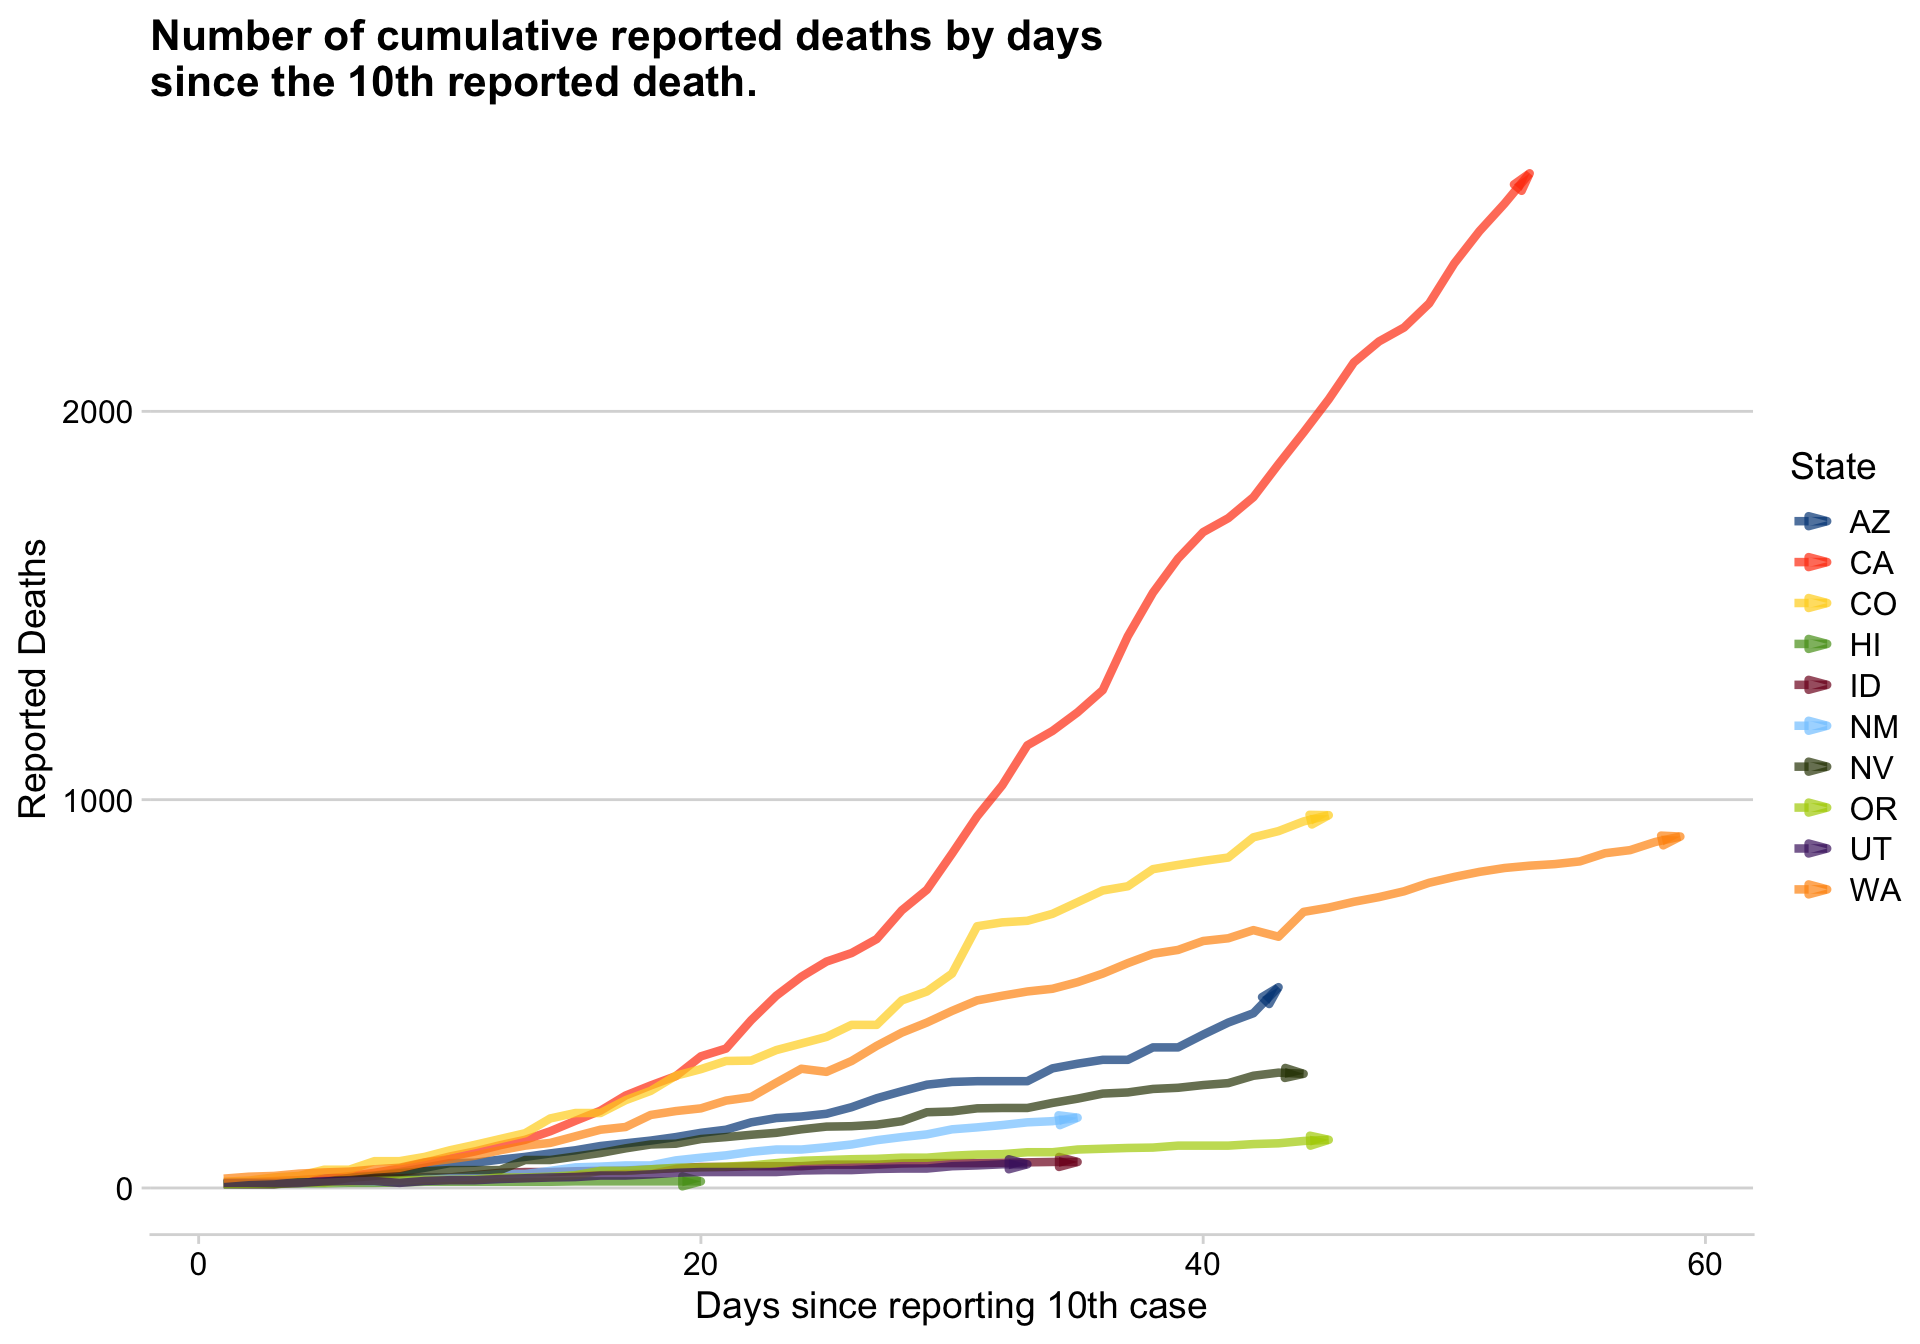 Number of cumulative reported deaths by days
since the 10th reported death.
Reported Deaths
2000
1000
0
0
20
40
60
Days since reporting 10th case
State
AZ
CA
CO
HI
ID
NM
NV
OR
UT
WA